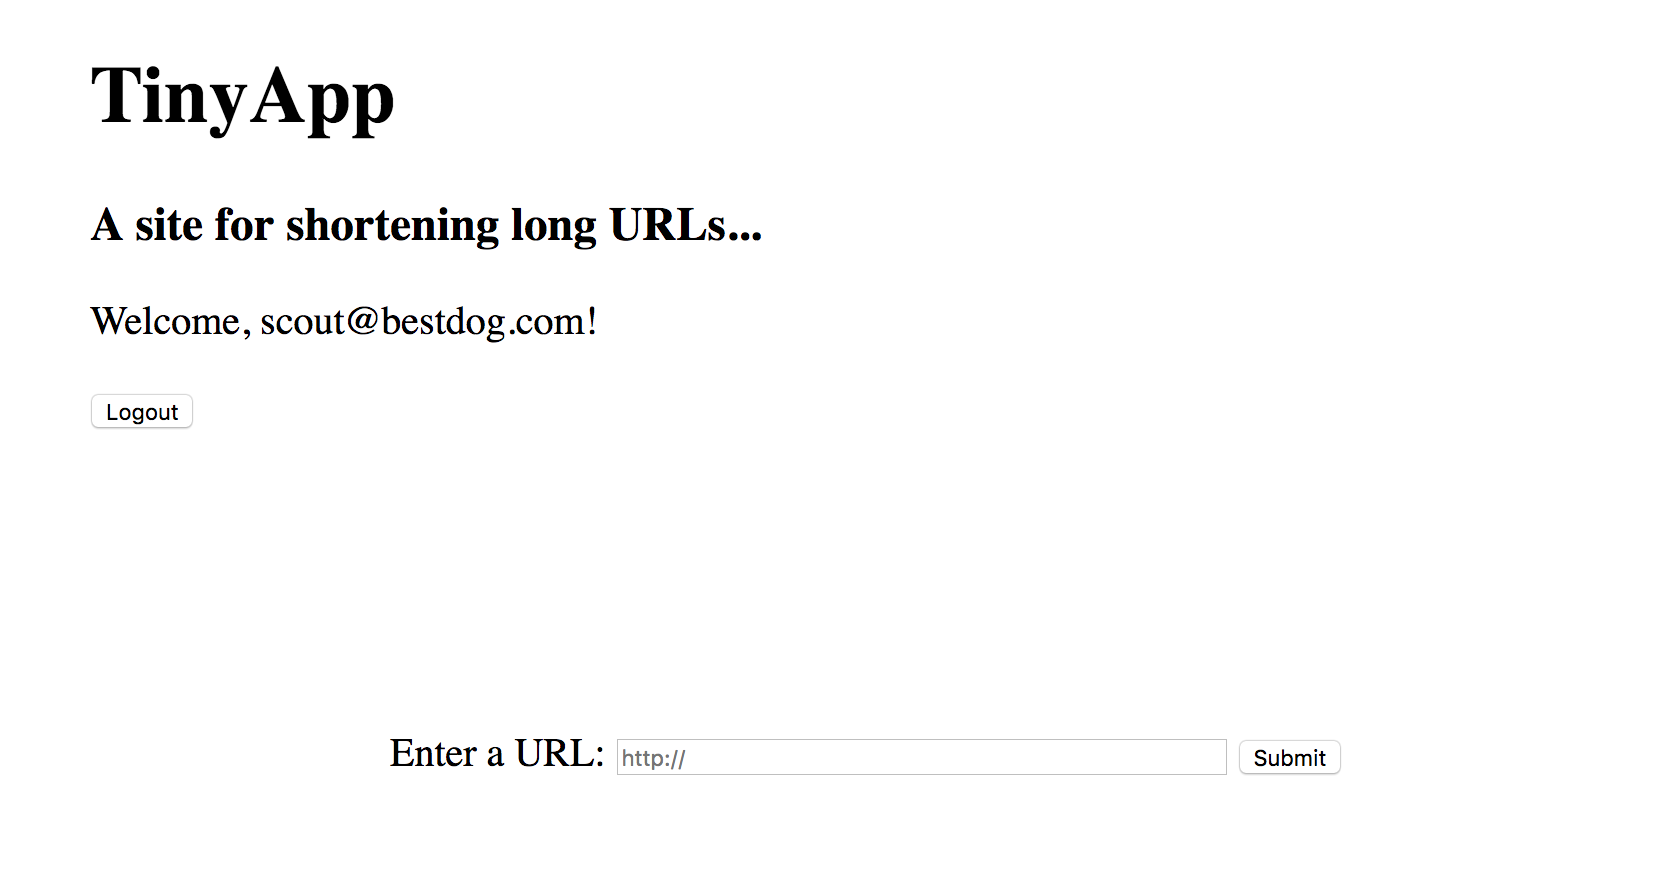 TinyApp
A site for shortening long URLs...
Welcome, scout@bestdog.com!
Logout
Enter a URL: http:// Submit